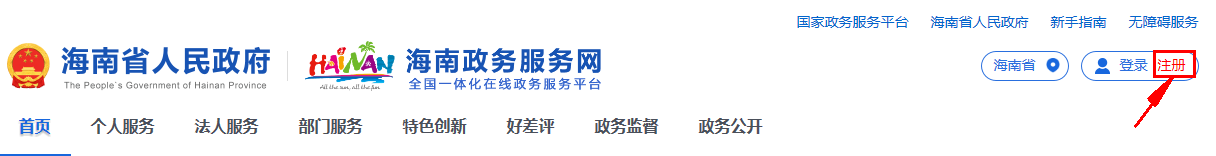 国家政务服务平台 海南省人民政府 新手指南 无障碍服务
海南省人民政府
The People's Government of Hainan Province
HAINAN
All the sun, all the fun.
海南政务服务网
全国一体化在线政务服务平台
海南省
登录 注册
首页 个人服务 法人服务 部门服务 特色创新 好差评 政务监督 政务公开